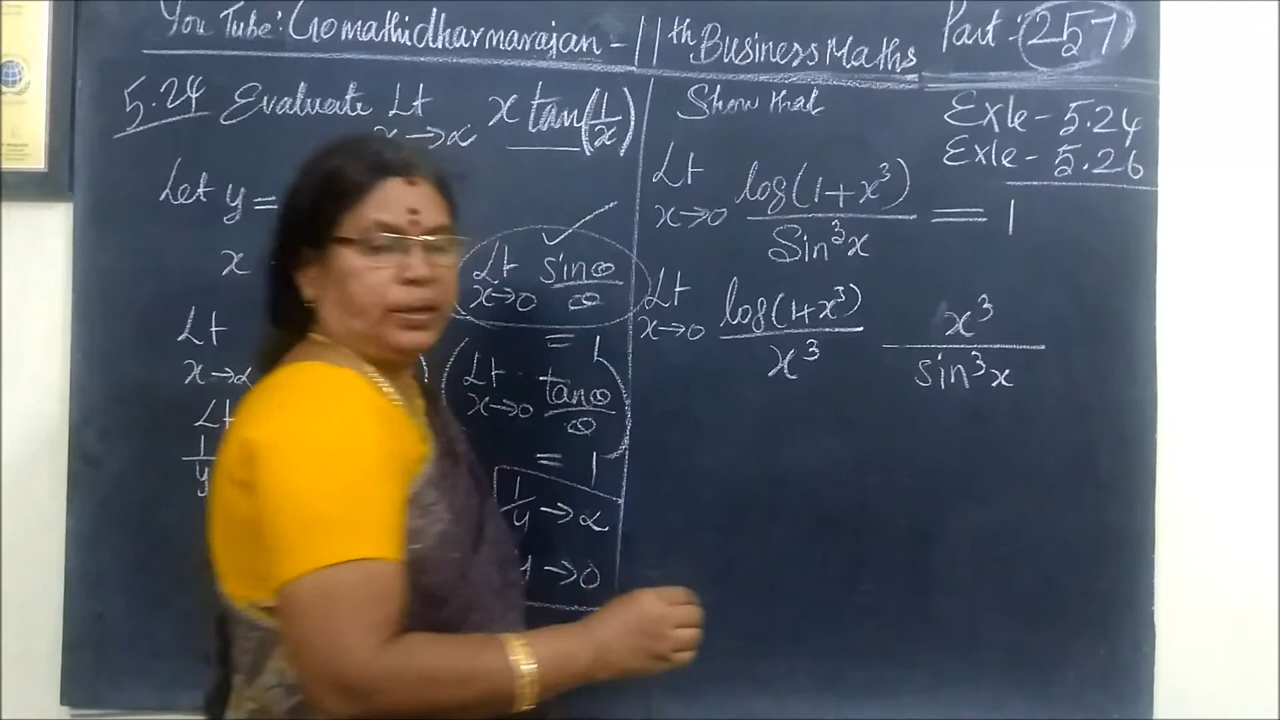 You Tube: Gomathidharmarajan - 11th Business Maths
Part : 257
5.24 Evaluate Lt x→∝ x tan(1/x)
Let y =
x
Lt x→∝
Lt 1/y
Lt x→0 sin∞/∞
= 1
Lt x→0 tan∞/∞
= 1
1/y → ∝
y → 0
Show that
Exle - 5.24
Exle - 5.26
Lt x→0 log(1+x³)/Sin³x = 1
Lt x→0 log(1+x³)/x³ x³/sin³x